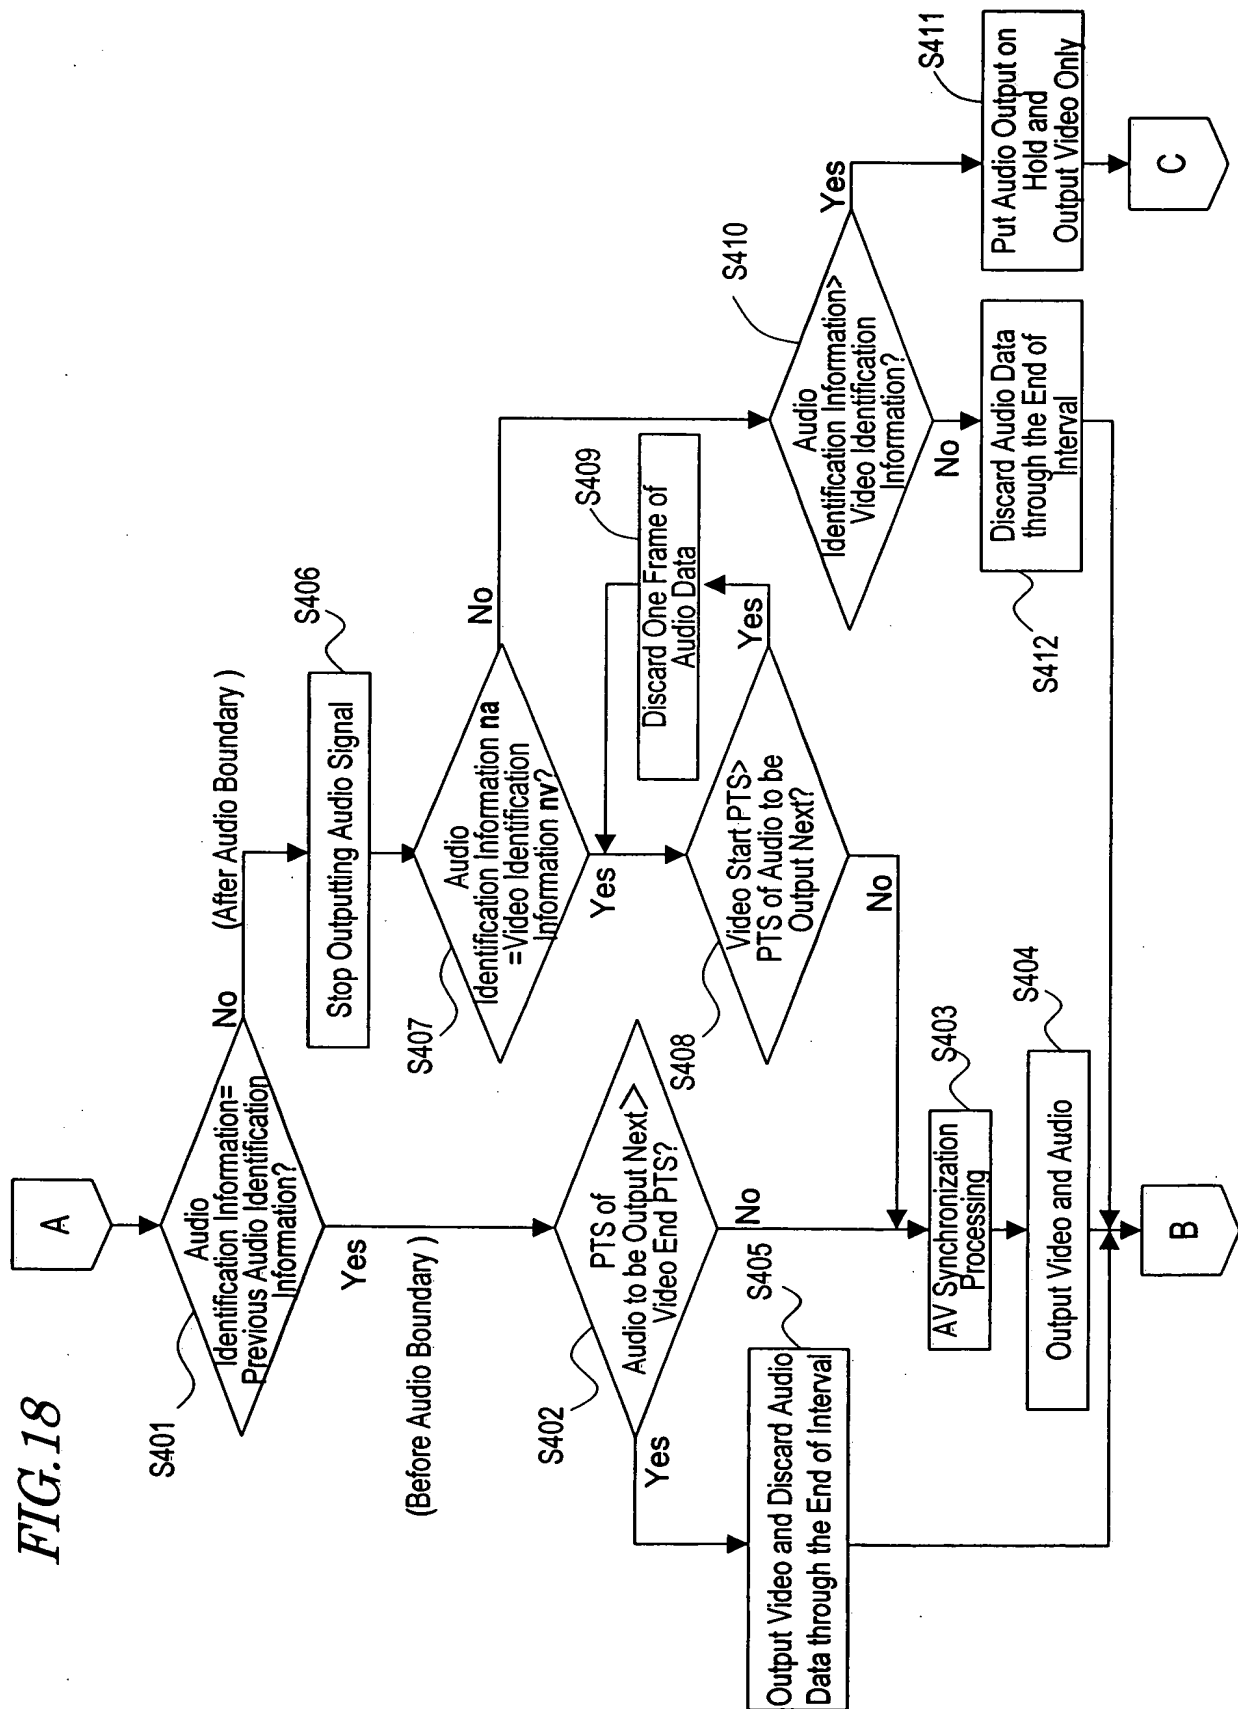 FIG.18
A
Audio
Identification Information=
Previous Audio Identification
Information?
S401
No
(After Audio Boundary )
Yes
(Before Audio Boundary )
Stop Outputting Audio Signal
S406
Audio
Identification Information na
=Video Identification
Information nv?
S407
No
Yes
PTS of
Audio to be Output Next>
Video End PTS?
S402
Yes
No
Output Video and Discard Audio
Data through the End of Interval
S405
Discard One Frame of
Audio Data
S409
Video Start PTS>
PTS of Audio to be
Output Next?
S408
Yes
No
AV Synchronization
Processing
S403
Output Video and Audio
S404
B
Audio
Identification Information>
Video Identification
Information?
S410
Yes
No
Put Audio Output on
Hold and
Output Video Only
S411
Discard Audio Data
through the End of
Interval
S412
C